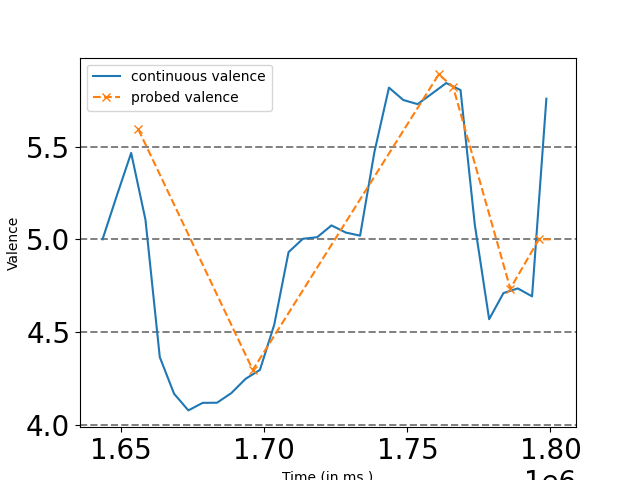 continuous valence
probed valence
5.5
5.0
4.5
4.0
Valence
1.65 1.70 1.75 1.80
Time (in ms.)
1e6